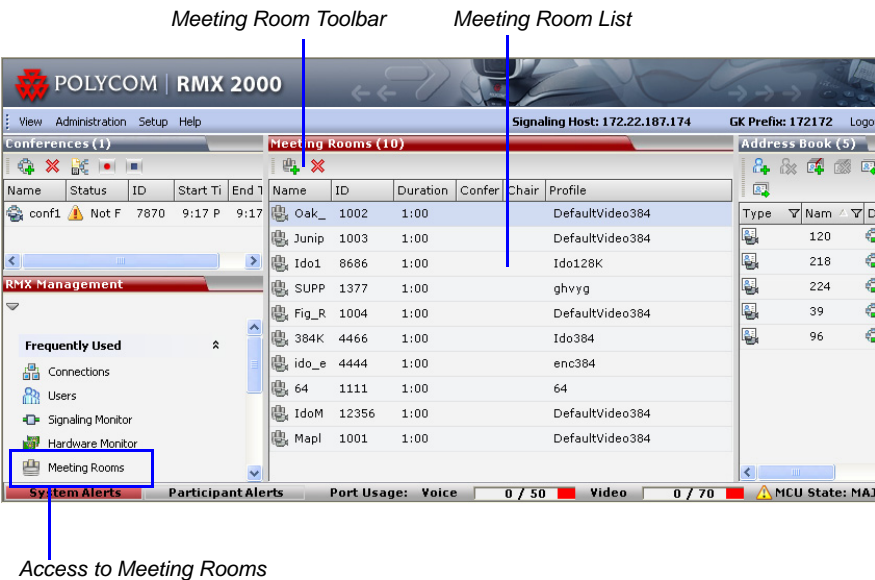 Meeting Room Toolbar Meeting Room List
POLYCOM | RMX 2000
View Administration Setup Help Signaling Host: 172.22.187.174 GK Prefix: 172172 Logo
Conferences (1) Meeting Rooms (10) Address Book (5)
Name Status ID Start Ti End T Name ID Duration Confer Chair Profile
Type Nam D
conf1 Not F 7870 9:17 P 9:17
Oak_ 1002 1:00 DefaultVideo384
Junip 1003 1:00 DefaultVideo384
Ido1 8686 1:00 Ido128K
SUPP 1377 1:00 ghvyg
Fig_R 1004 1:00 DefaultVideo384
384K 4466 1:00 Ido384
ido_e 4444 1:00 enc384
64 1111 1:00 64
IdoM 12356 1:00 DefaultVideo384
Mapl 1001 1:00 DefaultVideo384
120
218
224
39
96
RMX Management
Frequently Used
Connections
Users
Signaling Monitor
Hardware Monitor
Meeting Rooms
System Alerts Participant Alerts Port Usage: Voice 0 / 50 Video 0 / 70 MCU State: MAJ
Access to Meeting Rooms